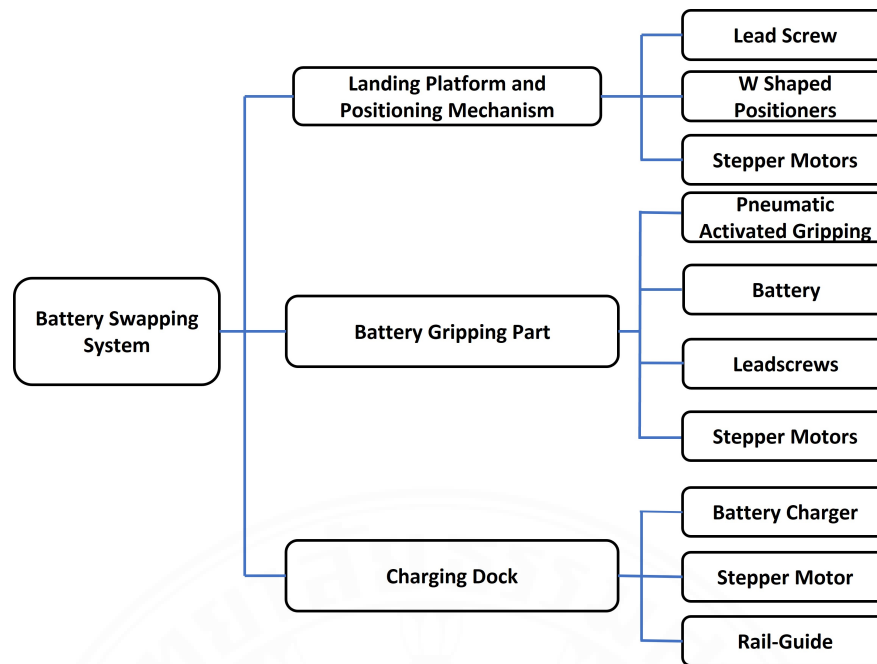 Lead Screw
Landing Platform and
Positioning Mechanism
W Shaped
Positioners
Stepper Motors
Pneumatic
Activated Gripping
Battery Swapping
System
Battery Gripping Part
Battery
Leadscrews
Stepper Motors
Battery Charger
Charging Dock
Stepper Motor
Rail-Guide